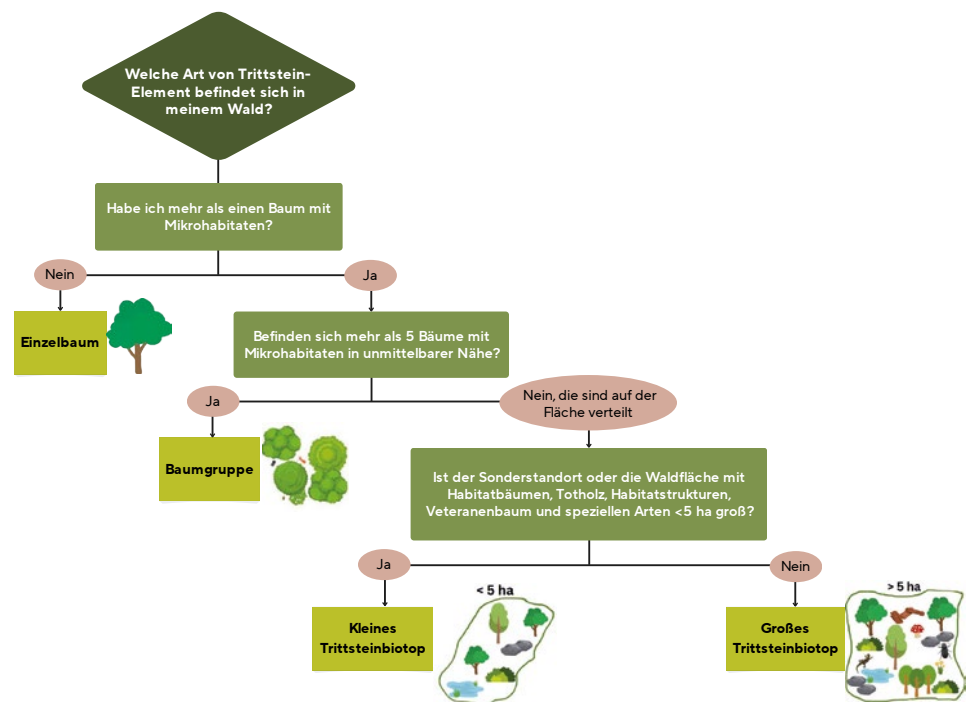 Welche Art von Trittstein-
Element befindet sich in
meinem Wald?
Habe ich mehr als einen Baum mit
Mikrohabitaten?
Nein
Ja
Einzelbaum
Befinden sich mehr als 5 Bäume mit
Mikrohabitaten in unmittelbarer Nähe?
Ja
Nein, die sind auf der
Fläche verteilt
Baumgruppe
Ist der Sonderstandort oder die Waldfläche mit
Habitatbäumen, Totholz, Habitatstrukturen,
Veteranenbaum und speziellen Arten <5 ha groß?
Ja
Nein
< 5 ha
> 5 ha
Kleines
Trittsteinbiotop
Großes
Trittsteinbiotop